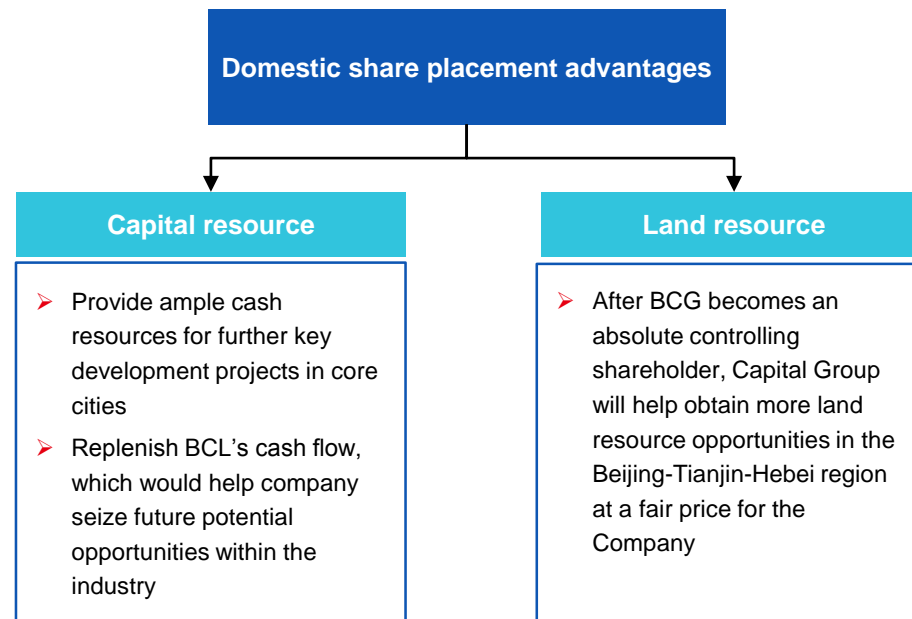 Domestic share placement advantages
Capital resource
Provide ample cash
resources for further key
development projects in core
cities
Replenish BCL’s cash flow,
which would help company
seize future potential
opportunities within the
industry
Land resource
After BCG becomes an
absolute controlling
shareholder, Capital Group
will help obtain more land
resource opportunities in the
Beijing-Tianjin-Hebei region
at a fair price for the
Company